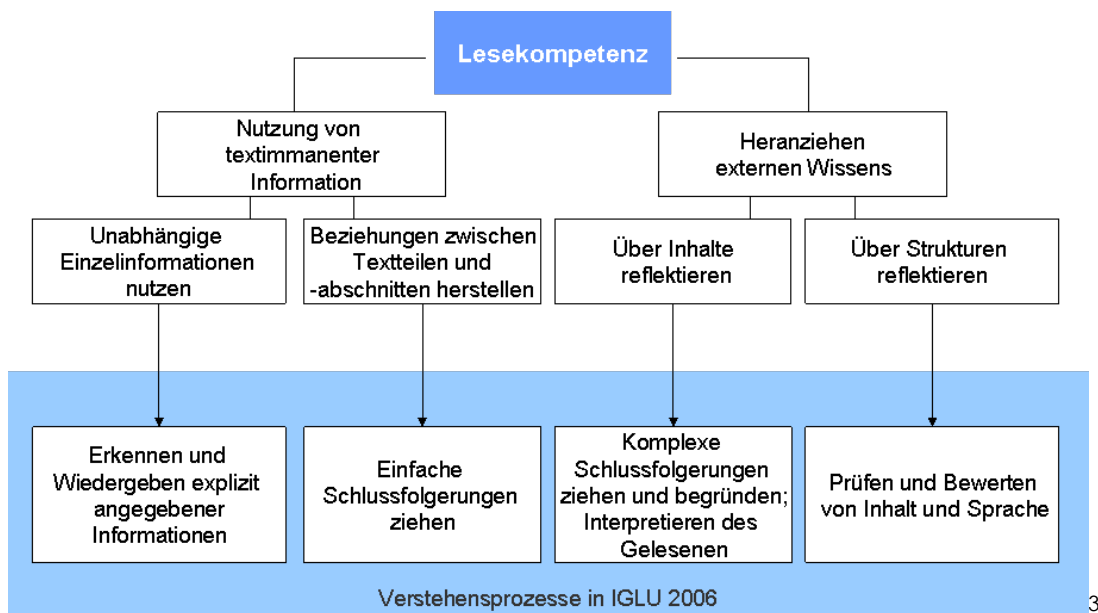 Lesekompetenz
Nutzung von
textimmanenter
Information
Heranziehen
externen Wissens
Unabhängige
Einzelinformationen
nutzen
Beziehungen zwischen
Textteilen und
-abschnitten herstellen
Über Inhalte
reflektieren
Über Strukturen
reflektieren
Erkennen und
Wiedergeben explizit
angegebener
Informationen
Einfache
Schlussfolgerungen
ziehen
Komplexe
Schlussfolgerungen
ziehen und begründen;
Interpretieren des
Gelesenen
Prüfen und Bewerten
von Inhalt und Sprache
Verstehensprozesse in IGLU 2006
3